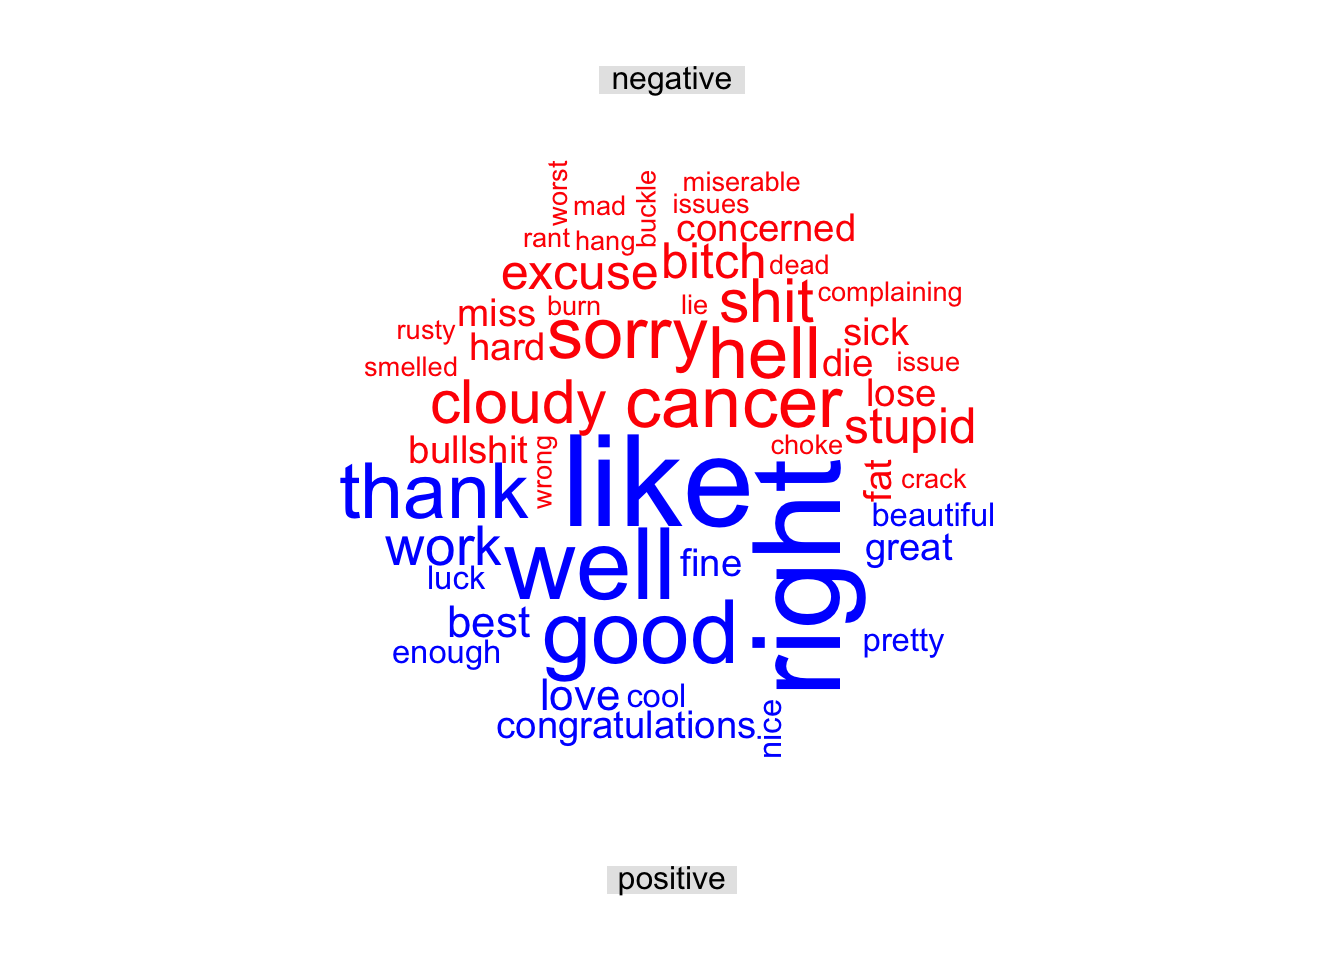 negative
worst
mad
buckle
miserable
issues
rant
hang
concerned
excuse
bitch
dead
miss
burn
lie
shit
complaining
rusty
hard
sorry
hell
sick
smelled
die
issue
cloudy
cancer
lose
stupid
bullshit
wrong
choke
fat
crack
thank
like
right
beautiful
work
well
fine
great
luck
best
good
pretty
enough
love
cool
congratulations
nice
positive